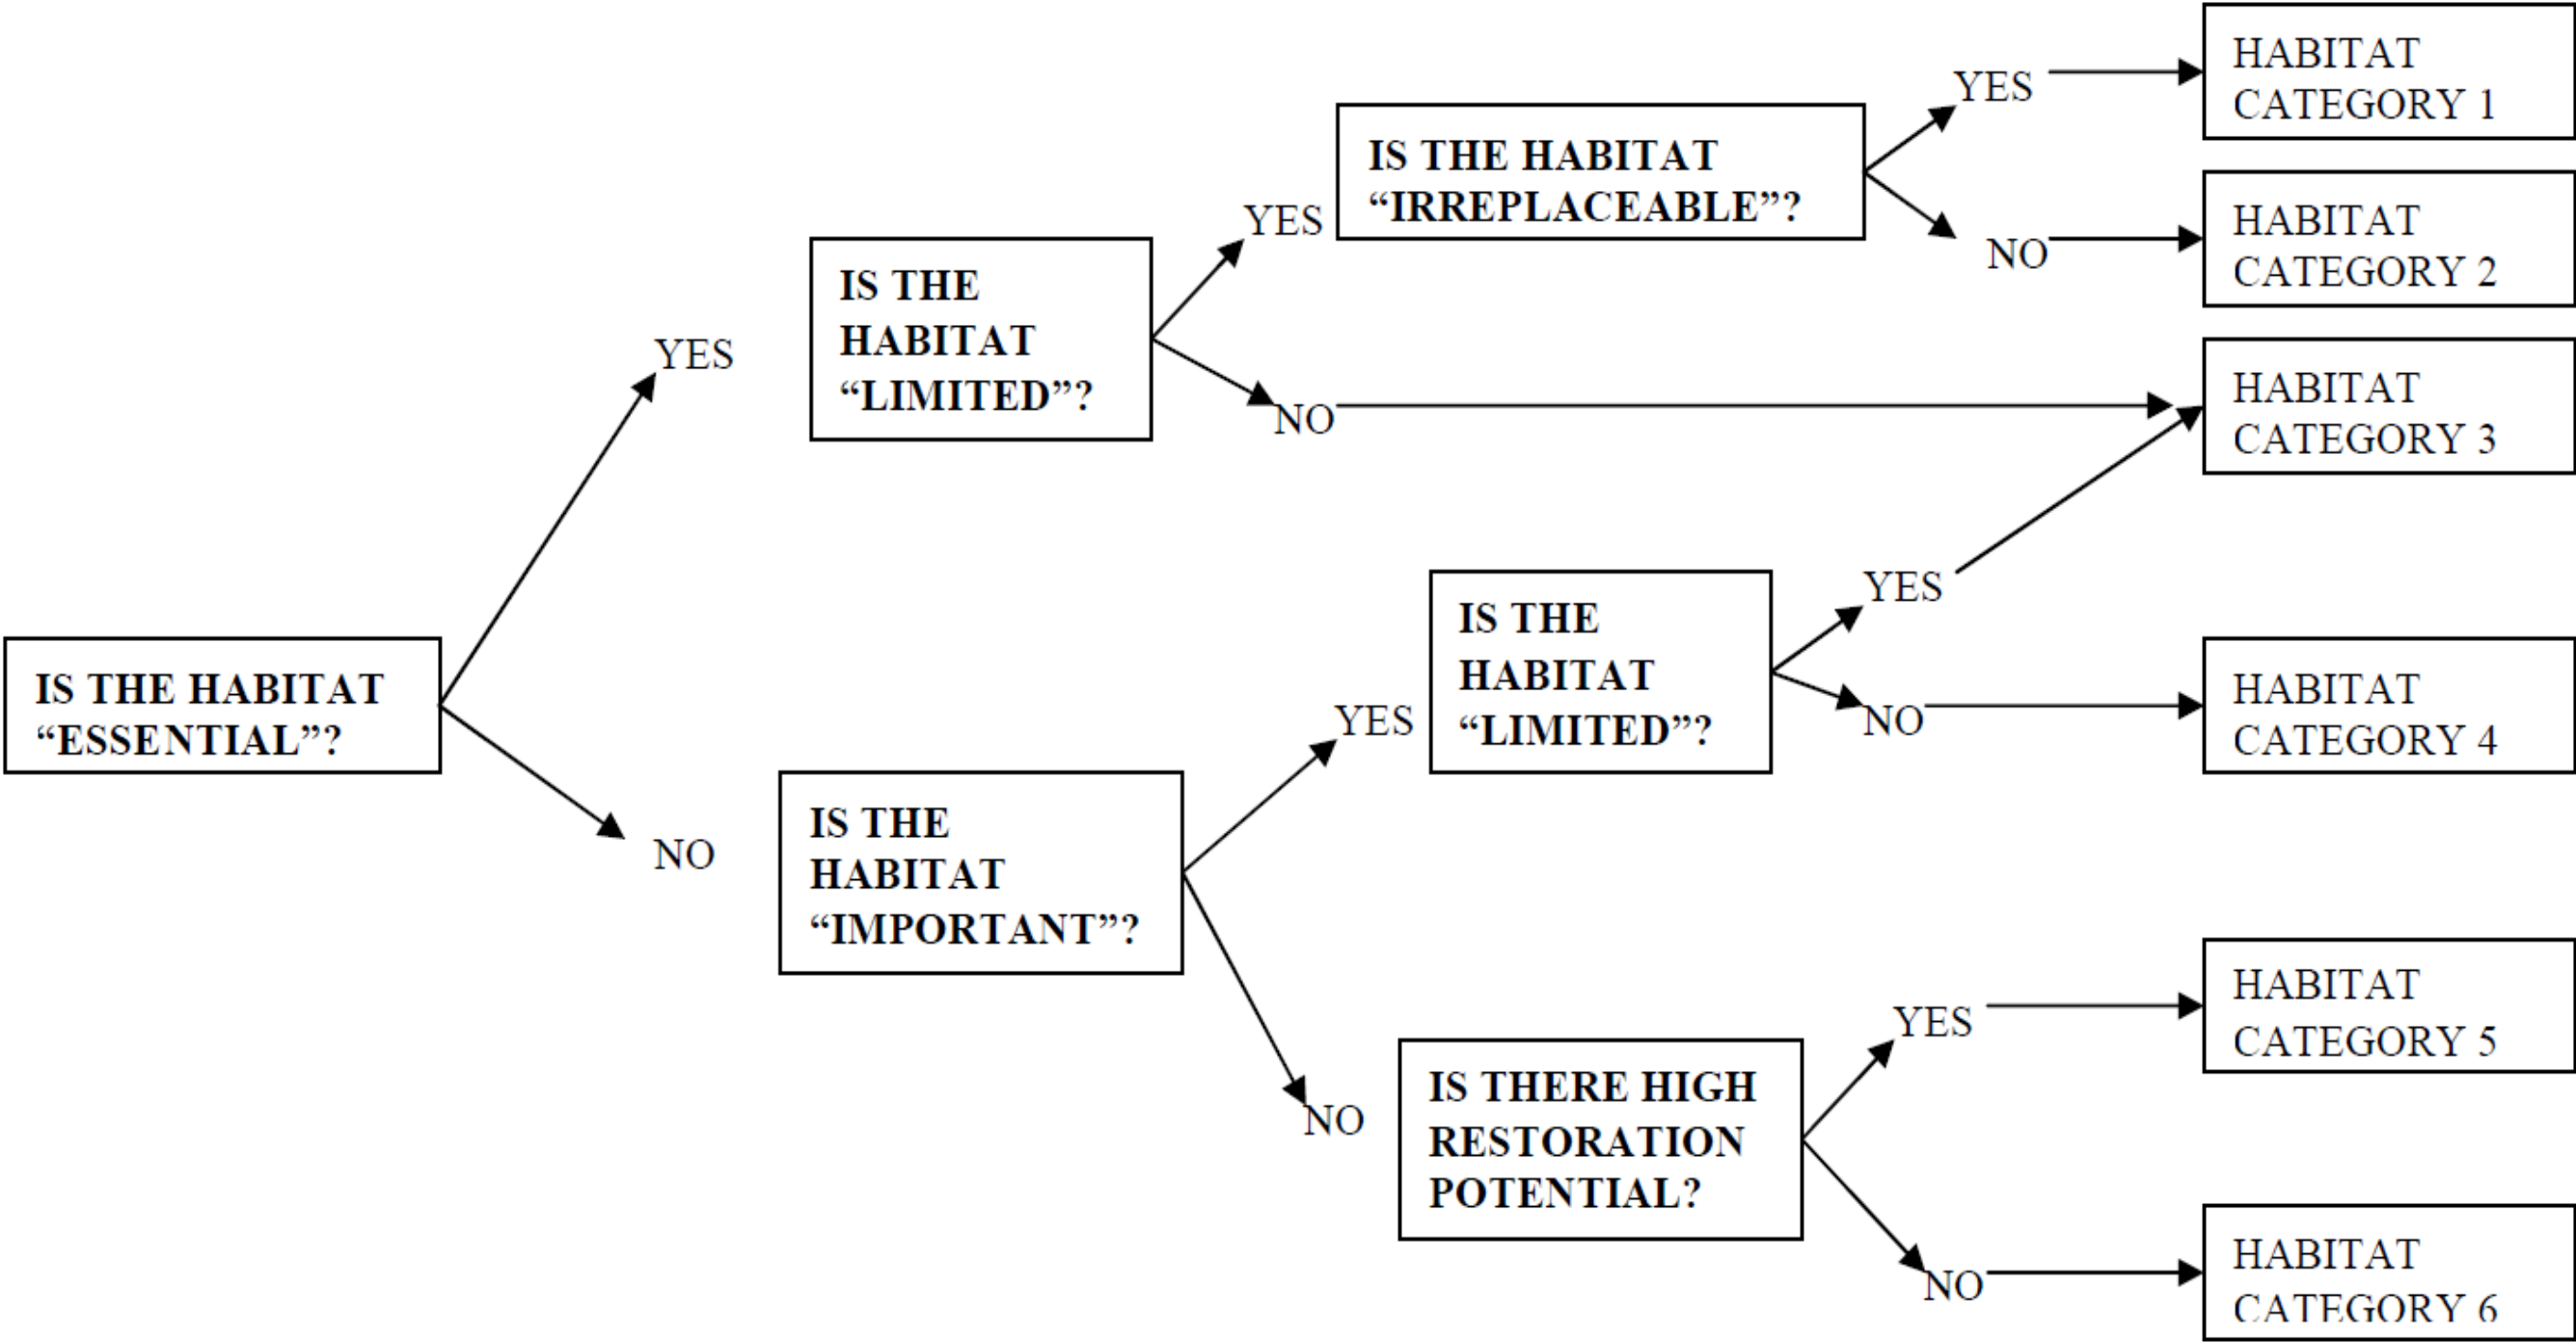 IS THE HABITAT
“ESSENTIAL”?
YES
NO
IS THE
HABITAT
“LIMITED”?
YES
NO
IS THE HABITAT
“IRREPLACEABLE”?
YES
NO
IS THE
HABITAT
“IMPORTANT”?
YES
NO
IS THE
HABITAT
“LIMITED”?
YES
NO
IS THERE HIGH
RESTORATION
POTENTIAL?
YES
NO
HABITAT
CATEGORY 1
HABITAT
CATEGORY 2
HABITAT
CATEGORY 3
HABITAT
CATEGORY 4
HABITAT
CATEGORY 5
HABITAT
CATEGORY 6